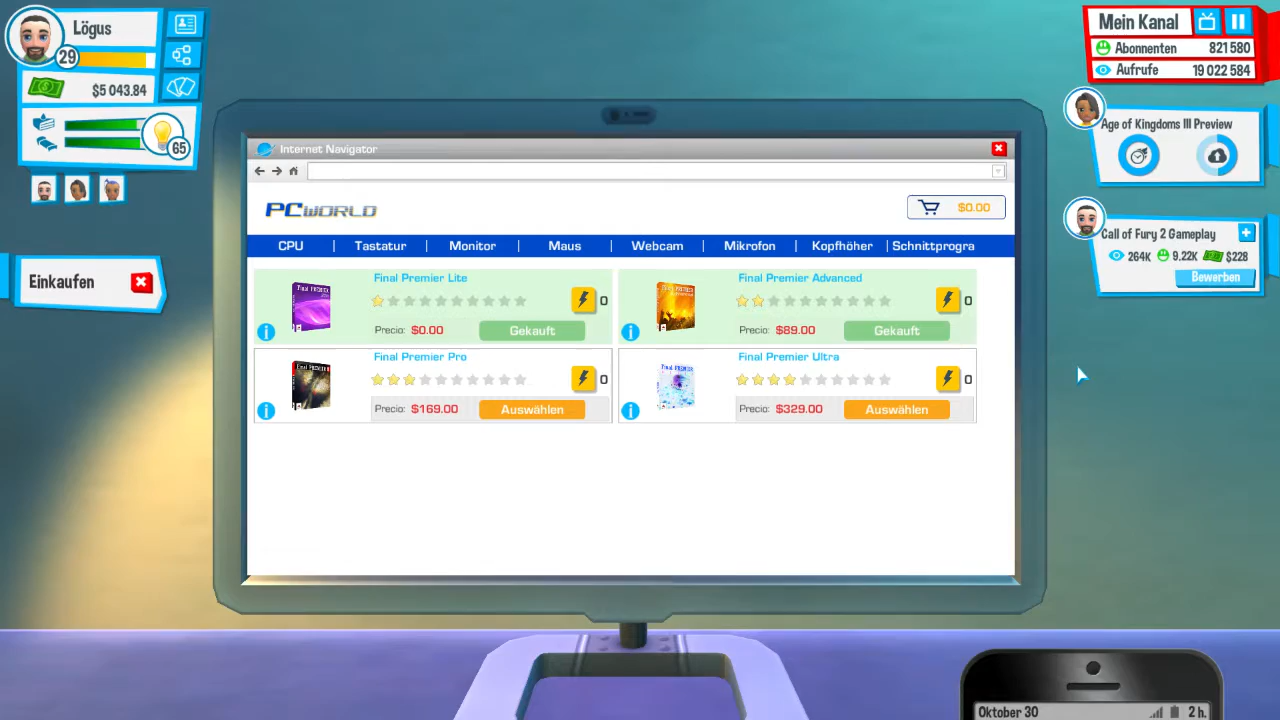 Lögus
29
$5 043.84
65
Einkaufen
Internet Navigator
PCWORLD
$0.00
CPU | Tastatur | Monitor | Maus | Webcam | Mikrofon | Kopfhöher | Schnittprogra
Final Premier Lite
0
Precio: $0.00 Gekauft
Final Premier Advanced
0
Precio: $89.00 Gekauft
Final Premier Pro
0
Precio: $169.00 Auswählen
Final Premier Ultra
0
Precio: $329.00 Auswählen
Mein Kanal
Abonnenten 821 580
Aufrufe 19 022 584
Age of Kingdoms III Preview
Call of Fury 2 Gameplay
264K 9.22K $228
Bewerben
Oktober 30 2 h.